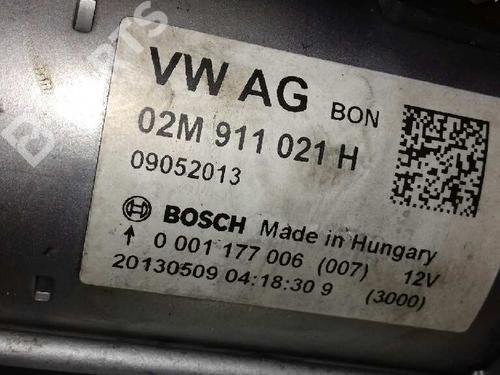 VW AG BON
02M 911 021 H
09052013
BOSCH Made in Hungary
0 001 177 006 (007) 12V
20130509 04:18:30 9 (3000)